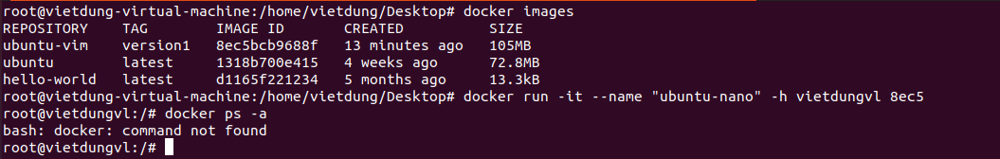 root@vietdung-virtual-machine:/home/vietdung/Desktop# docker images
REPOSITORY    TAG        IMAGE ID       CREATED          SIZE
ubuntu-vim    version1   8ec5bcb9688f   13 minutes ago   105MB
ubuntu        latest     1318b700e415   4 weeks ago      72.8MB
hello-world   latest     d1165f221234   5 months ago     13.3kB
root@vietdung-virtual-machine:/home/vietdung/Desktop# docker run -it --name "ubuntu-nano" -h vietdungvl 8ec5
root@vietdungvl:/# docker ps -a
bash: docker: command not found
root@vietdungvl:/#